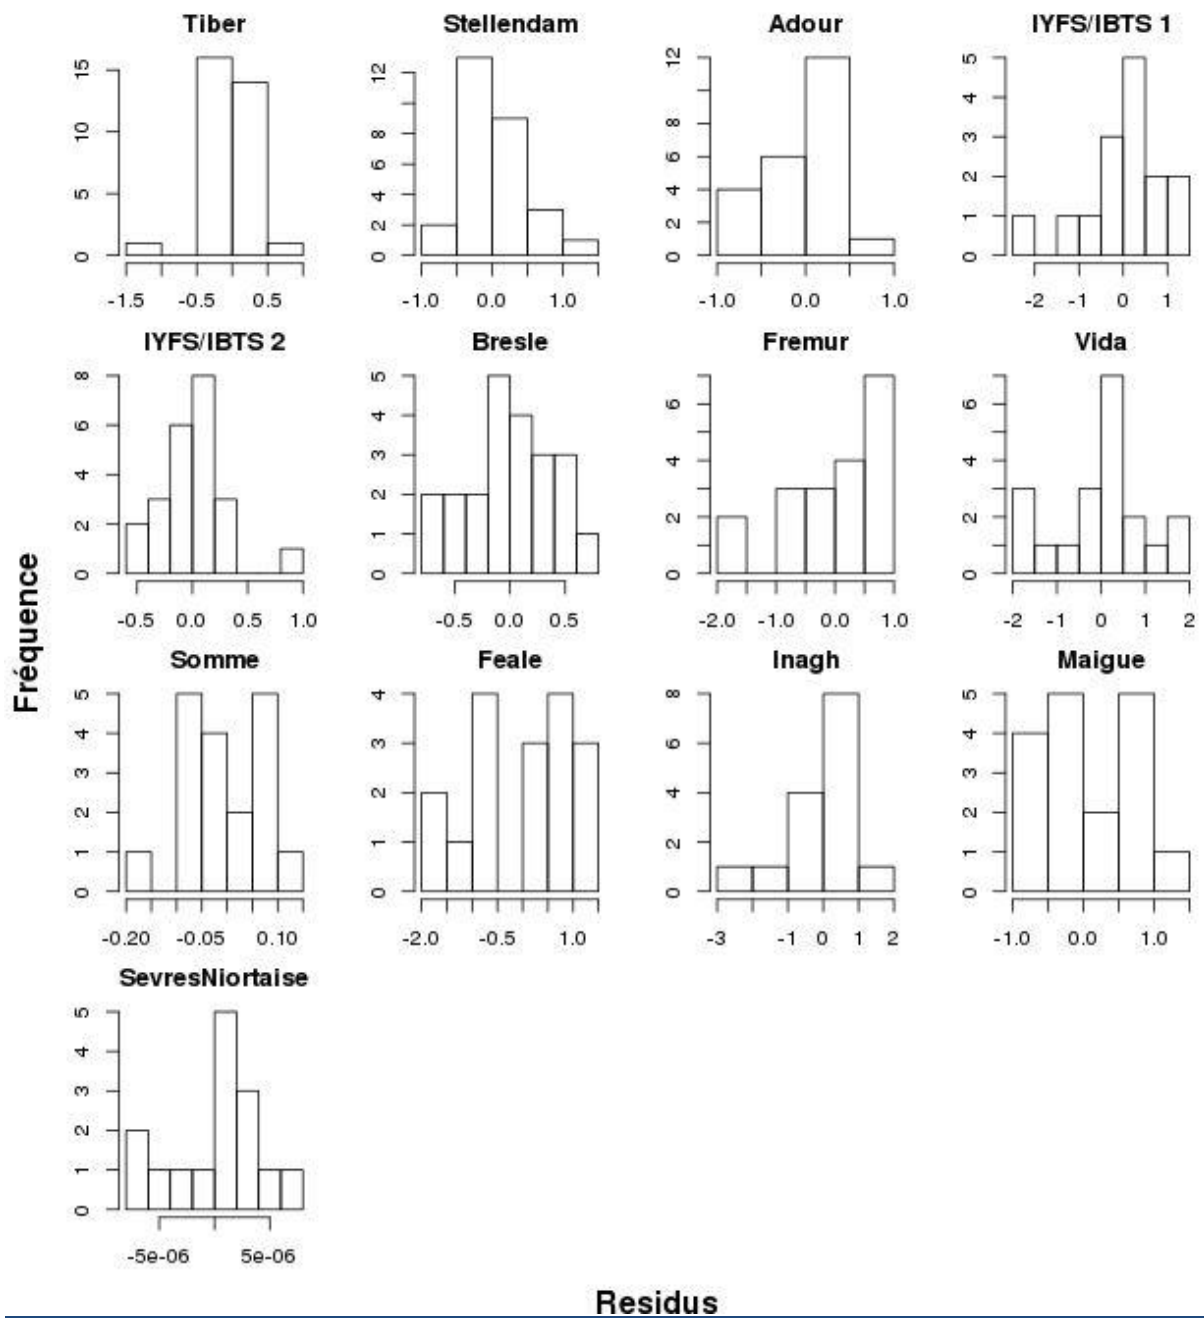 Tiber Stellendam Adour IYFS/IBTS 1
0 5 10 15
-1.5 -0.5 0.5
0 2 4 6 8 12
-1.0 0.0 1.0
0 2 4 6 8 12
-1.0 0.0 1.0
0 1 2 3 4 5
-2 -1 0 1
IYFS/IBTS 2 Bresle Fremur Vida
0 2 4 6 8
-0.5 0.0 0.5 1.0
0 1 2 3 4 5
-0.5 0.0 0.5
0 2 4 6
-2.0 -1.0 0.0 1.0
0 2 4 6
-2 -1 0 1 2
Fréquence
Somme Feale Inagh Maigue
0 1 2 3 4 5
-0.20 -0.05 0.10
0 1 2 3 4
-2.0 -0.5 1.0
0 2 4 6 8
-3 -1 0 1 2
0 1 2 3 4 5
-1.0 0.0 1.0
SevresNiortaise
0 1 2 3 4 5
-5e-06 5e-06
Residus